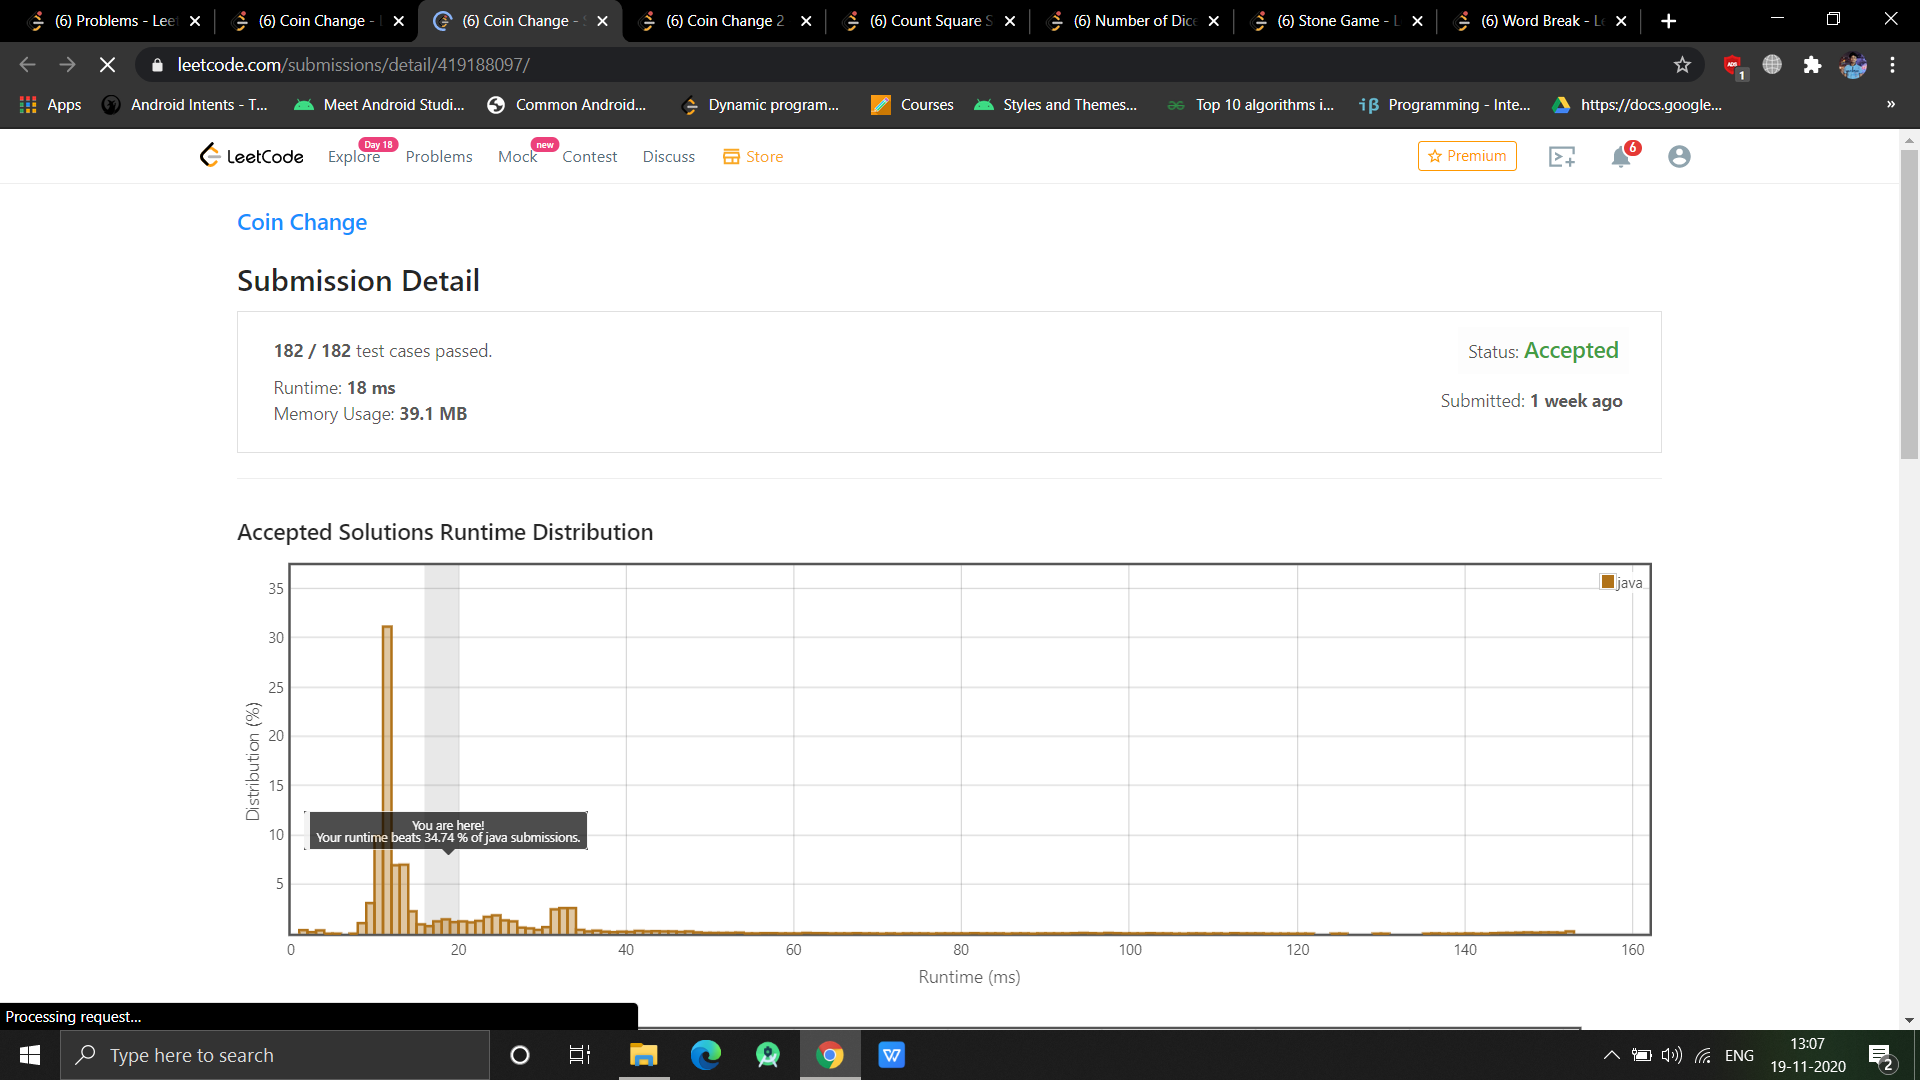 (6) Problems - Lee
(6) Coin Change -
(6) Coin Change -
(6) Coin Change 2
(6) Count Square S
(6) Number of Dice
(6) Stone Game - L
(6) Word Break - Le
leetcode.com/submissions/detail/419188097/
1
Apps
Android Intents - T...
Meet Android Studi...
Common Android...
Dynamic program...
Courses
Styles and Themes...
Top 10 algorithms i...
Programming - Inte...
https://docs.google...
»
LeetCode
Explore
Day 18
Problems
Mock
new
Contest
Discuss
Store
Premium
6
Coin Change
Submission Detail
182 / 182 test cases passed.
Status: Accepted
Runtime: 18 ms
Submitted: 1 week ago
Memory Usage: 39.1 MB
Accepted Solutions Runtime Distribution
java
35
30
25
20
15
10
5
Distribution (%)
You are here!
Your runtime beats 34.74 % of java submissions.
0 20 40 60 80 100 120 140 160
Runtime (ms)
Processing request...
Type here to search
ENG
13:07
19-11-2020
2